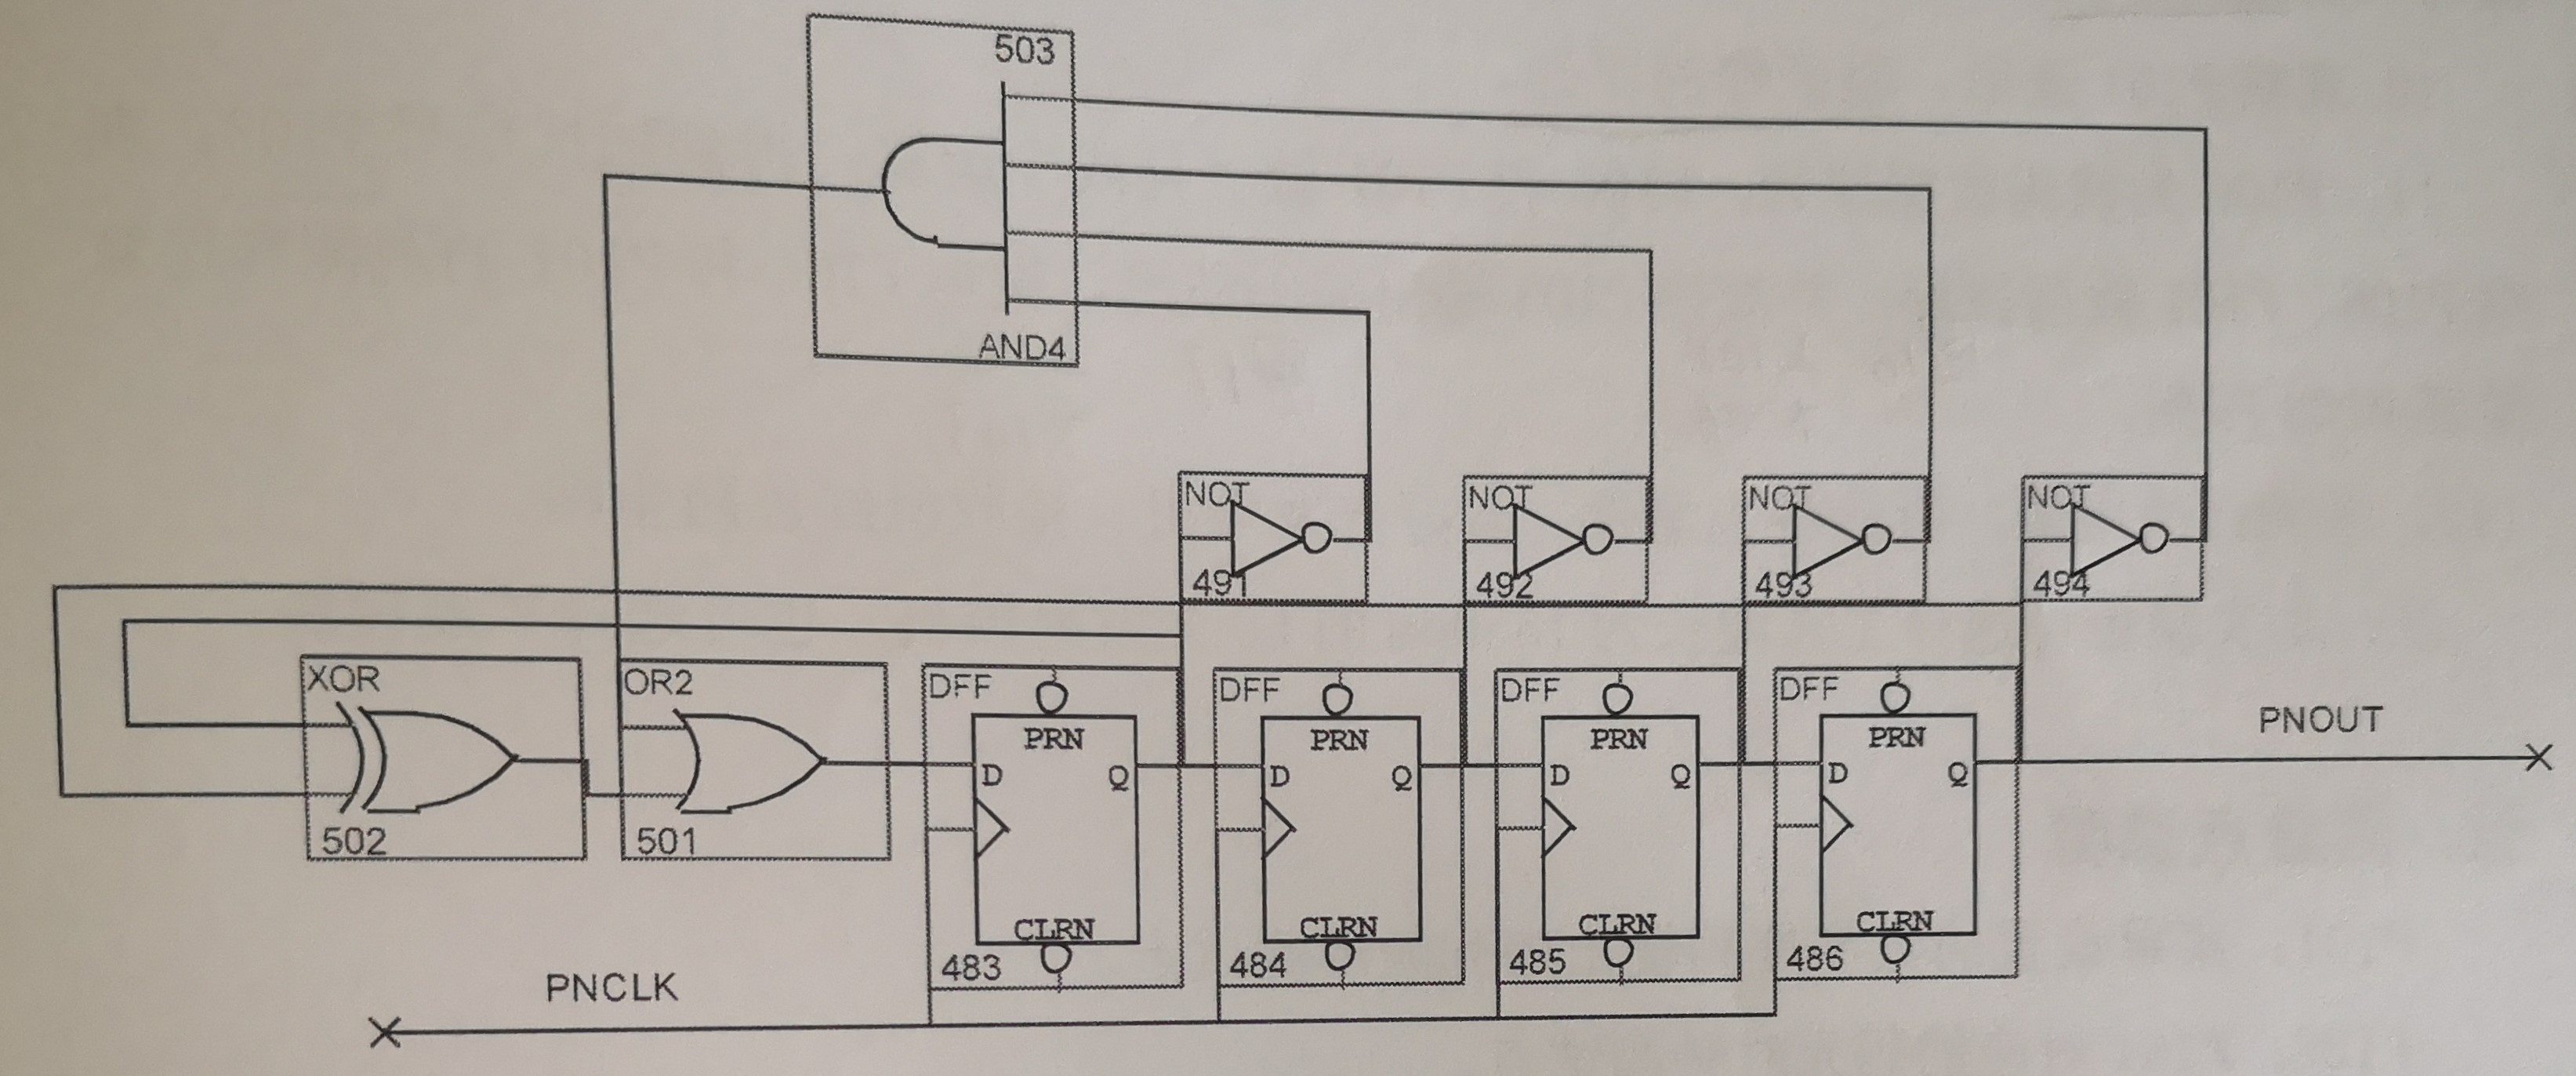 503
AND4
NOT
NOT
NOT
NOT
491
492
493
494
XOR
OR2
DFF
DFF
DFF
DFF
PNOUT
PRN
PRN
PRN
PRN
D
Q
D
Q
D
Q
D
Q
502
501
CLRN
CLRN
CLRN
CLRN
483
484
485
486
PNCLK